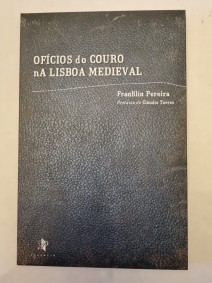 OFÍCIOS do COURO
nA LISBOA MEDIEVAL
Franklin Pereira
Prefácio de Cláudio Torres